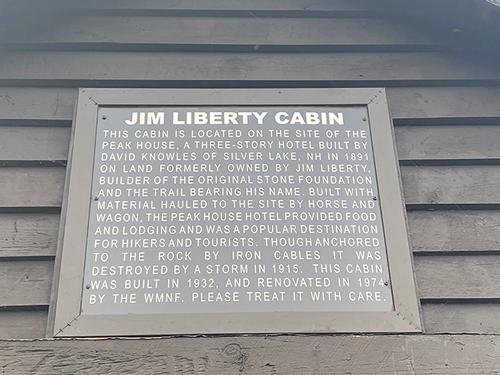 JIM LIBERTY CABIN
THIS CABIN IS LOCATED ON THE SITE OF THE
PEAK HOUSE, A THREE-STORY HOTEL BUILT BY
DAVID KNOWLES OF SILVER LAKE, NH IN 1891
ON LAND FORMERLY OWNED BY JIM LIBERTY,
BUILDER OF THE ORIGINAL STONE FOUNDATION
AND THE TRAIL BEARING HIS NAME. BUILT WITH
MATERIAL HAULED TO THE SITE BY HORSE AND
WAGON, THE PEAK HOUSE HOTEL PROVIDED FOOD
AND LODGING AND WAS A POPULAR DESTINATION
FOR HIKERS AND TOURISTS. THOUGH ANCHORED
TO THE ROCK BY IRON CABLES IT WAS
DESTROYED BY A STORM IN 1915. THIS CABIN
WAS BUILT IN 1932, AND RENOVATED IN 1974
BY THE WMNF. PLEASE TREAT IT WITH CARE.